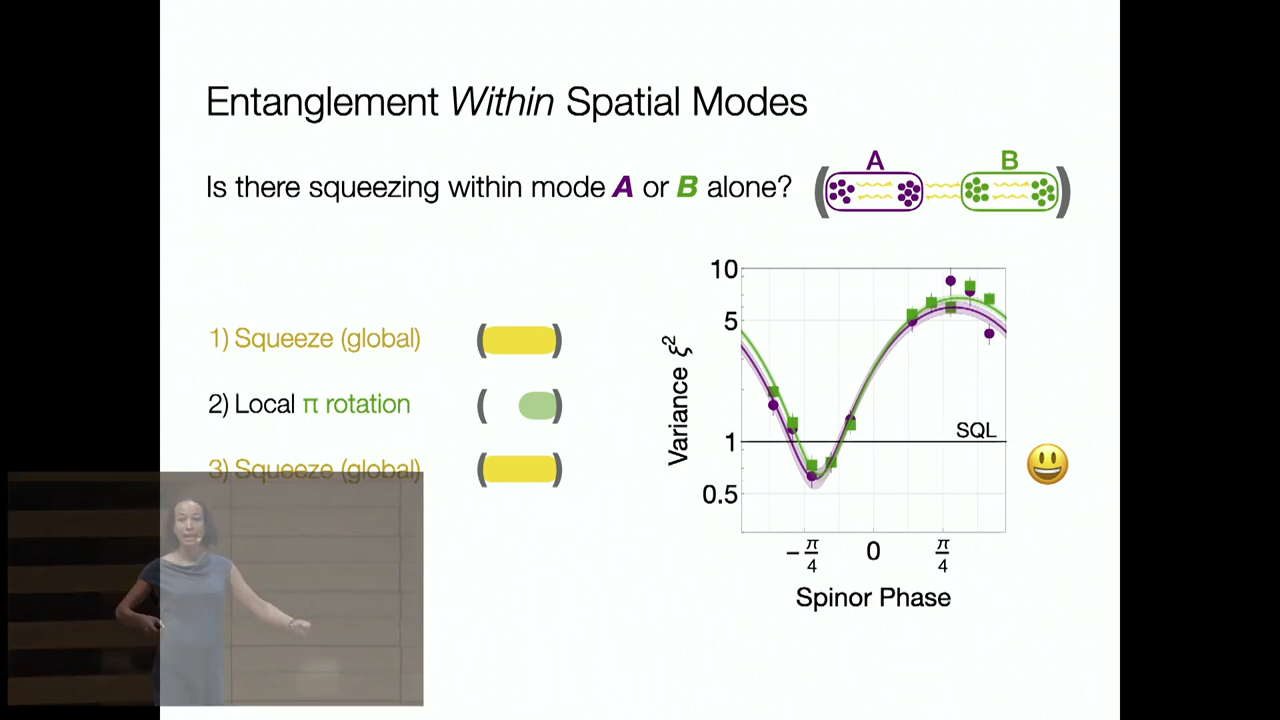 Entanglement Within Spatial Modes
Is there squeezing within mode A or B alone?
A
B
1) Squeeze (global)
2) Local π rotation
3) Squeeze (global)
10
5
1
0.5
Variance ξ²
SQL
−π/4
0
π/4
Spinor Phase